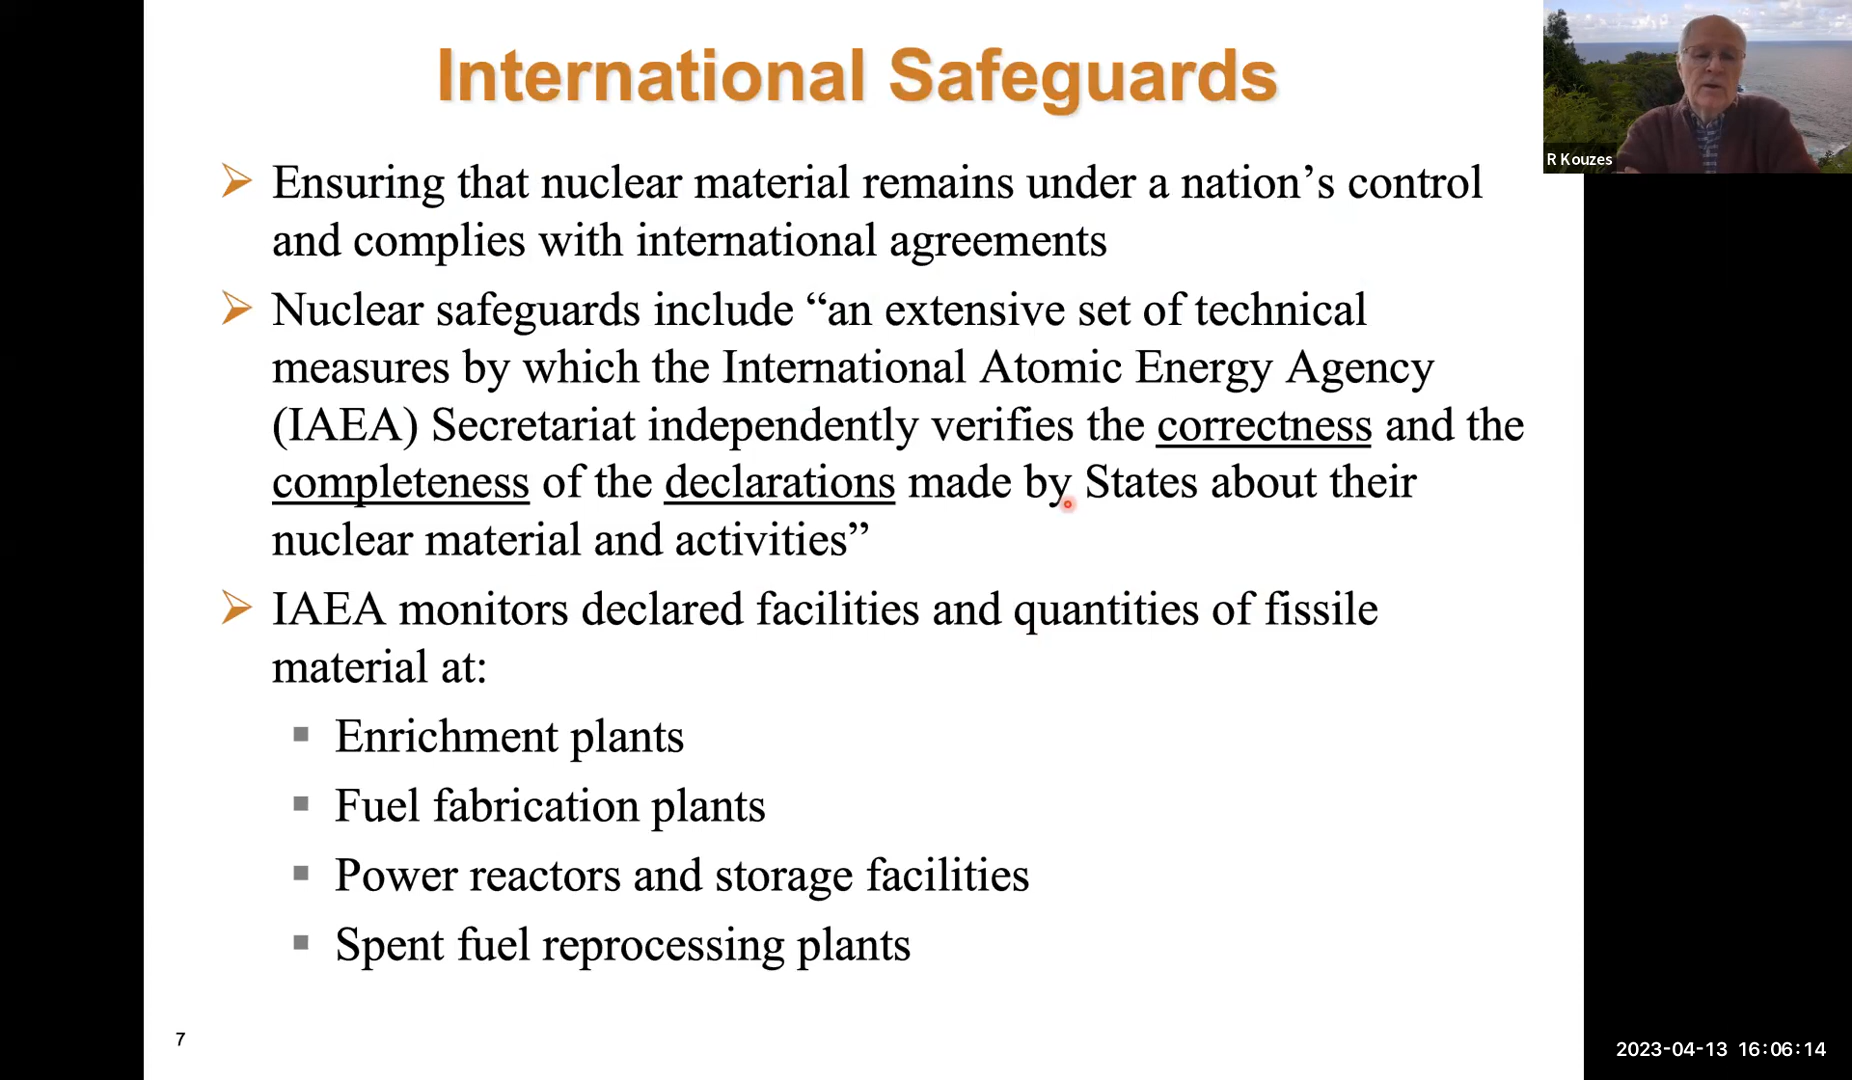 International Safeguards
R Kouzes
Ensuring that nuclear material remains under a nation’s control
and complies with international agreements
Nuclear safeguards include “an extensive set of technical
measures by which the International Atomic Energy Agency
(IAEA) Secretariat independently verifies the correctness and the
completeness of the declarations made by States about their
nuclear material and activities”
IAEA monitors declared facilities and quantities of fissile
material at:
Enrichment plants
Fuel fabrication plants
Power reactors and storage facilities
Spent fuel reprocessing plants
7
2023-04-13 16:06:14